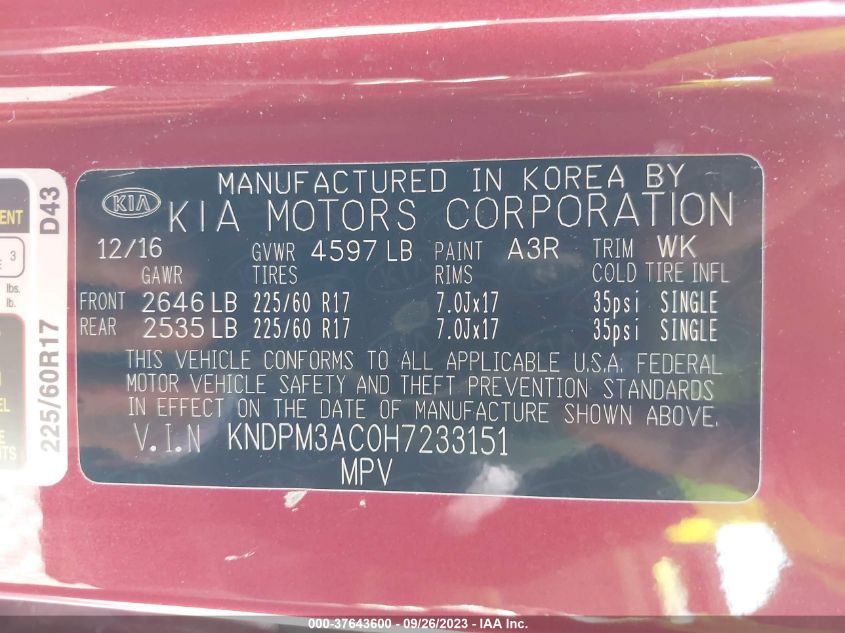 MANUFACTURED IN KOREA BY
KIA KIA MOTORS CORPORATION
12/16 GVWR 4597 LB PAINT A3R TRIM WK
GAWR TIRES RIMS COLD TIRE INFL
FRONT 2646 LB 225/60 R17 7.0Jx17 35psi SINGLE
REAR 2535 LB 225/60 R17 7.0Jx17 35psi SINGLE
THIS VEHICLE CONFORMS TO ALL APPLICABLE U.S.A. FEDERAL
MOTOR VEHICLE SAFETY AND THEFT PREVENTION STANDARDS
IN EFFECT ON THE DATE OF MANUFACTURE SHOWN ABOVE.
V.I.N KNDPM3AC0H7233151
MPV
225/60R17 D43
3
lbs.
lb.
000-37643600 - 09/26/2023 - IAA Inc.